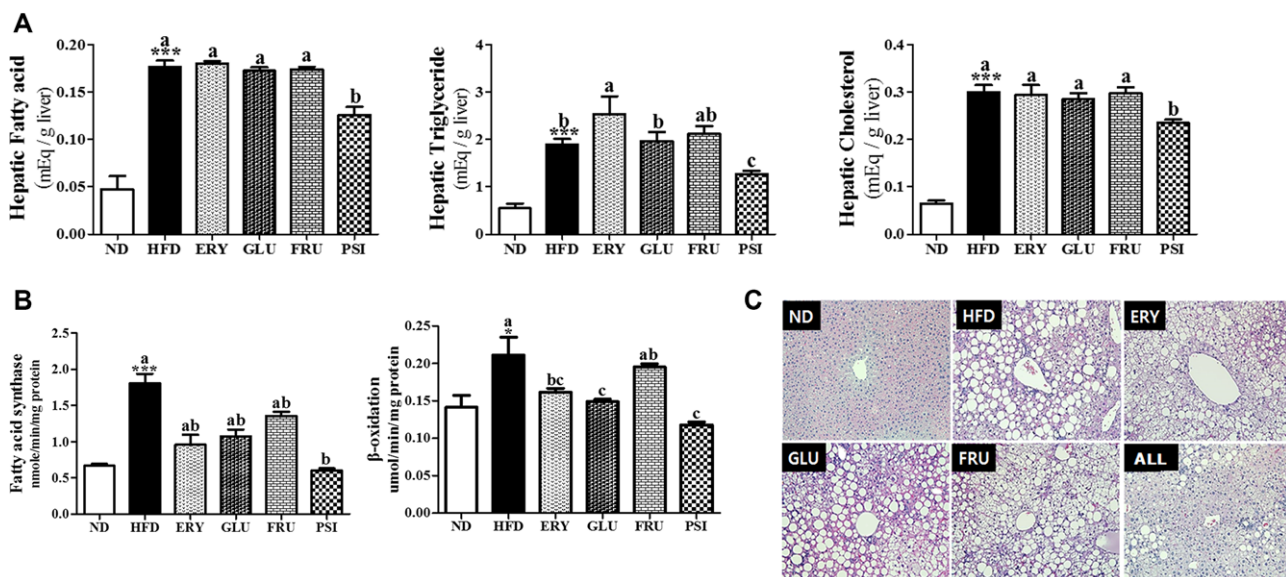 A
Hepatic Fatty acid
(mEq / g liver)
0.20
0.15
0.10
0.05
0.00
a
***
a
a
a
b
ND HFD ERY GLU FRU PSI
Hepatic Triglyceride
(mEq / g liver)
4
3
2
1
0
b
***
a
b
ab
c
ND HFD ERY GLU FRU PSI
Hepatic Cholesterol
(mEq / g liver)
0.4
0.3
0.2
0.1
0.0
a
***
a
a
a
b
ND HFD ERY GLU FRU PSI
B
Fatty acid synthase
nmole/min/mg protein
2.5
2.0
1.5
1.0
0.5
0.0
a
***
ab
ab
ab
b
ND HFD ERY GLU FRU PSI
β-oxidation
umol/min/mg protein
0.25
0.20
0.15
0.10
0.05
0.00
a
*
bc
c
ab
c
ND HFD ERY GLU FRU PSI
C
ND HFD ERY
GLU FRU ALL